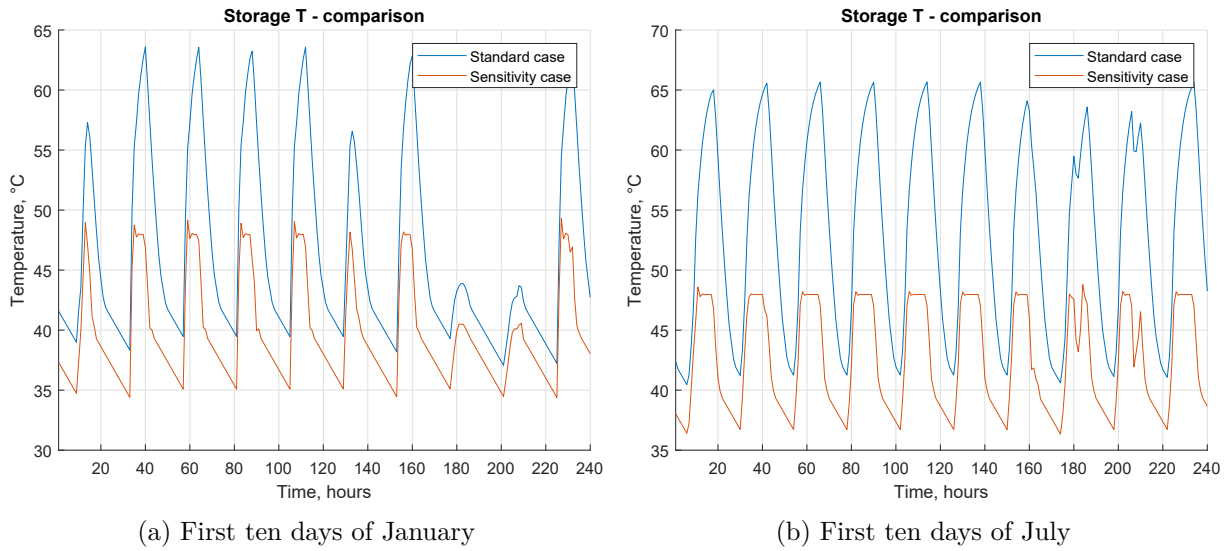 Storage T - comparison
Standard case
Sensitivity case
Temperature, °C
65
60
55
50
45
40
35
30
20 40 60 80 100 120 140 160 180 200 220 240
Time, hours
(a) First ten days of January
Storage T - comparison
Standard case
Sensitivity case
Temperature, °C
70
65
60
55
50
45
40
35
20 40 60 80 100 120 140 160 180 200 220 240
Time, hours
(b) First ten days of July